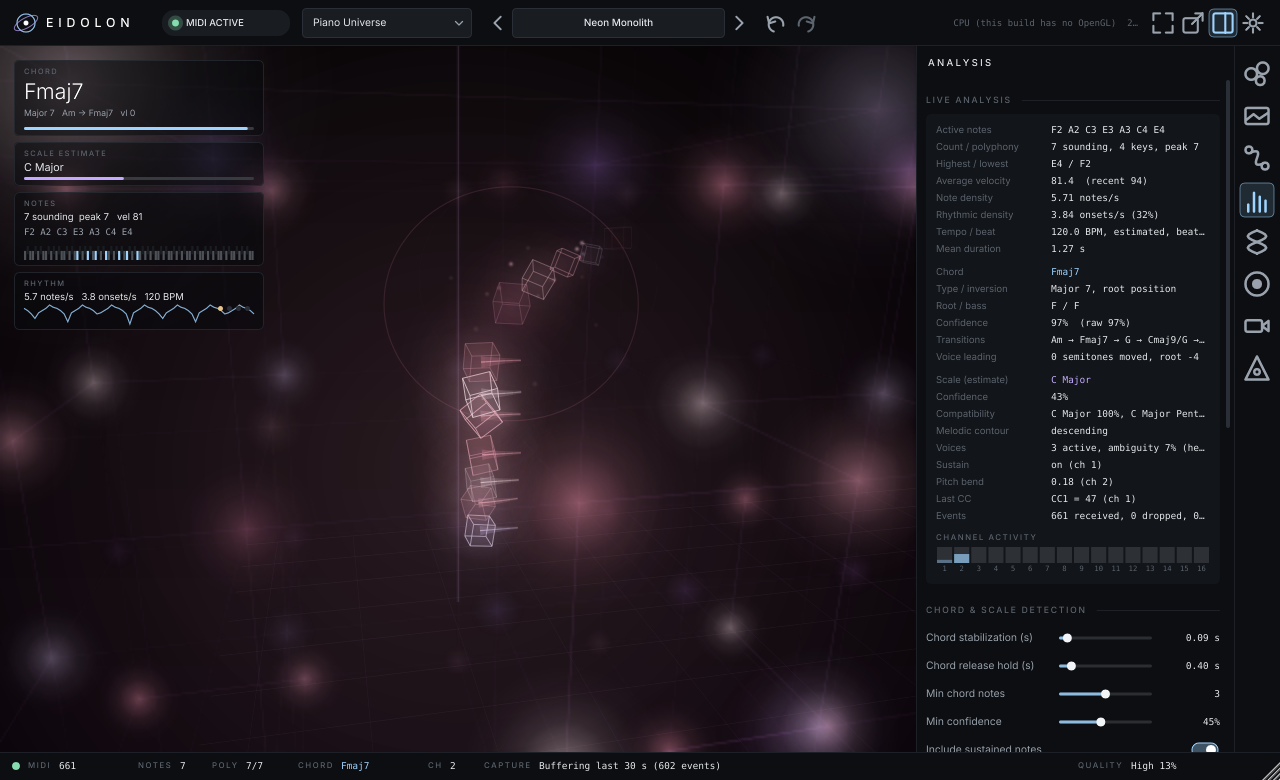 EIDOLON
MIDI ACTIVE
Piano Universe
Neon Monolith
CPU (this build has no OpenGL) 2…
CHORD
Fmaj7
Major 7 Am → Fmaj7 vl 0
SCALE ESTIMATE
C Major
NOTES
7 sounding peak 7 vel 81
F2 A2 C3 E3 A3 C4 E4
RHYTHM
5.7 notes/s 3.8 onsets/s 120 BPM
ANALYSIS
LIVE ANALYSIS
Active notes F2 A2 C3 E3 A3 C4 E4
Count / polyphony 7 sounding, 4 keys, peak 7
Highest / lowest E4 / F2
Average velocity 81.4 (recent 94)
Note density 5.71 notes/s
Rhythmic density 3.84 onsets/s (32%)
Tempo / beat 120.0 BPM, estimated, beat…
Mean duration 1.27 s
Chord Fmaj7
Type / inversion Major 7, root position
Root / bass F / F
Confidence 97% (raw 97%)
Transitions Am → Fmaj7 → G → Cmaj9/G →…
Voice leading 0 semitones moved, root -4
Scale (estimate) C Major
Confidence 43%
Compatibility C Major 100%, C Major Pent…
Melodic contour descending
Voices 3 active, ambiguity 7% (he…
Sustain on (ch 1)
Pitch bend 0.18 (ch 2)
Last CC CC1 = 47 (ch 1)
Events 661 received, 0 dropped, 0…
CHANNEL ACTIVITY
1 2 3 4 5 6 7 8 9 10 11 12 13 14 15 16
CHORD & SCALE DETECTION
Chord stabilization (s) 0.09 s
Chord release hold (s) 0.40 s
Min chord notes 3
Min confidence 45%
Include sustained notes
MIDI 661 NOTES 7 POLY 7/7 CHORD Fmaj7 CH 2 CAPTURE Buffering last 30 s (602 events) QUALITY High 13%